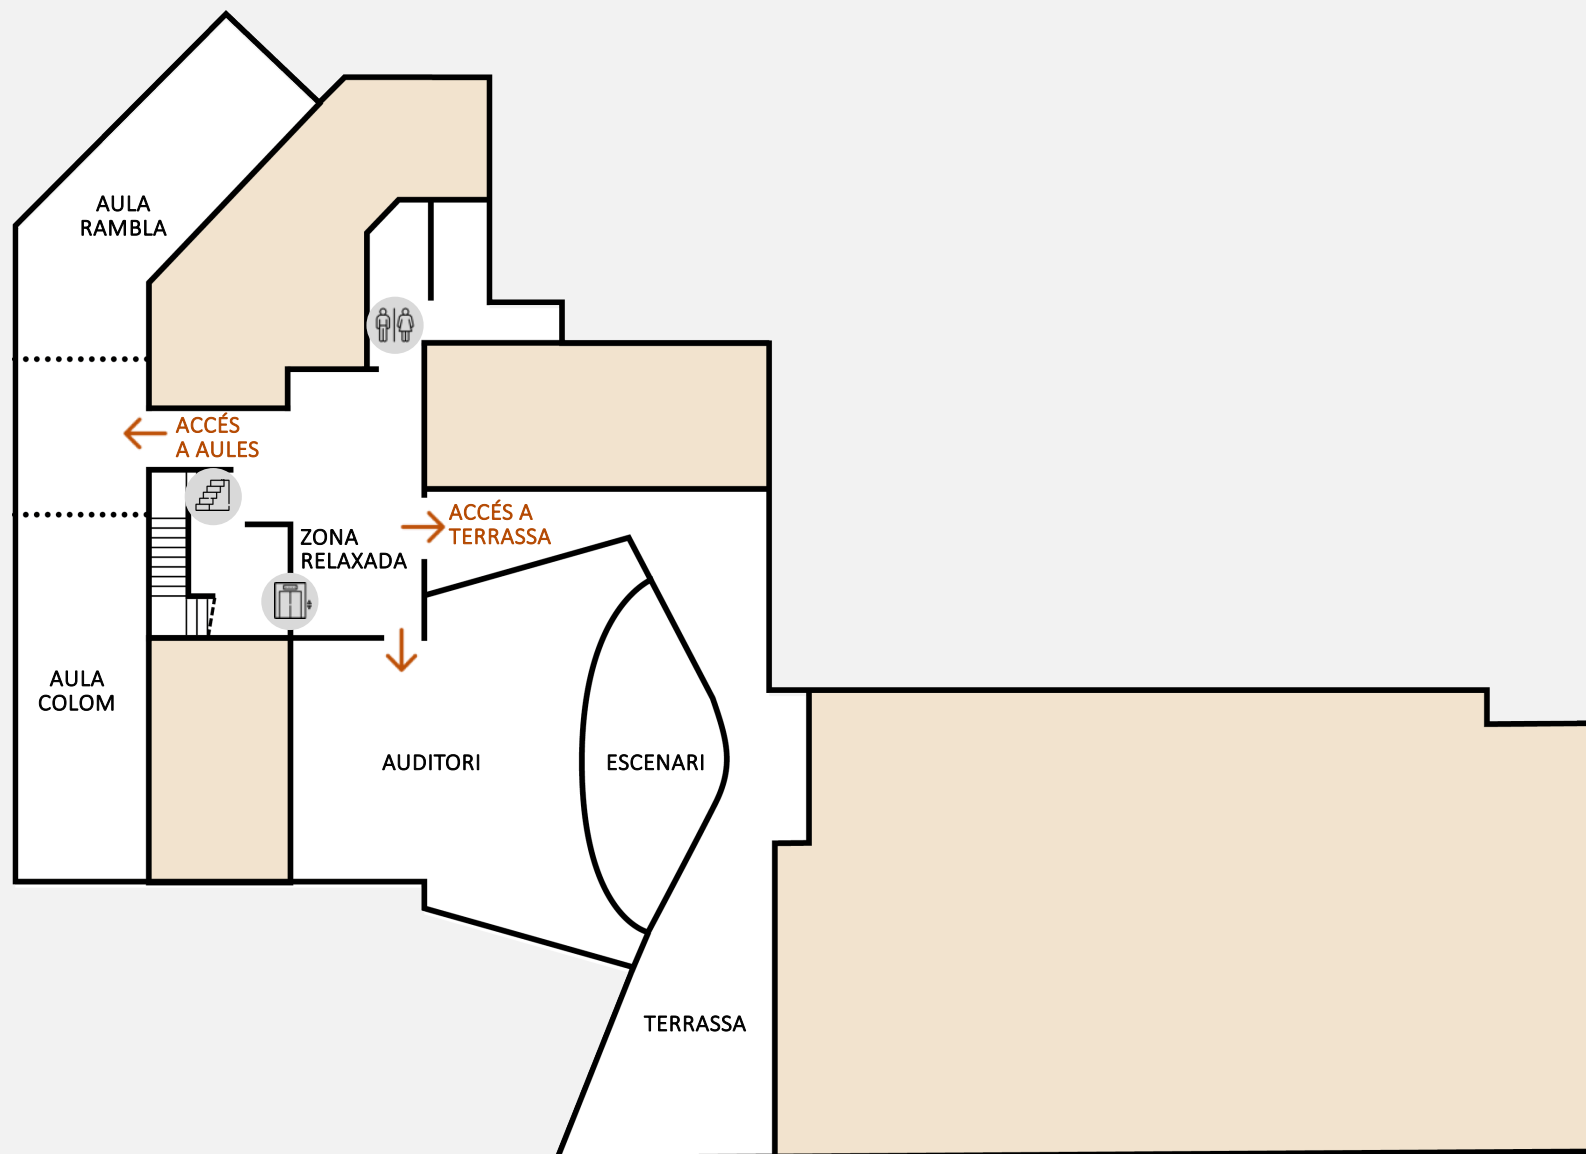 AULA
RAMBLA
ACCÉS
A AULES
ACCÉS A
TERRASSA
ZONA
RELAXADA
AULA
COLOM
AUDITORI
ESCENARI
TERRASSA